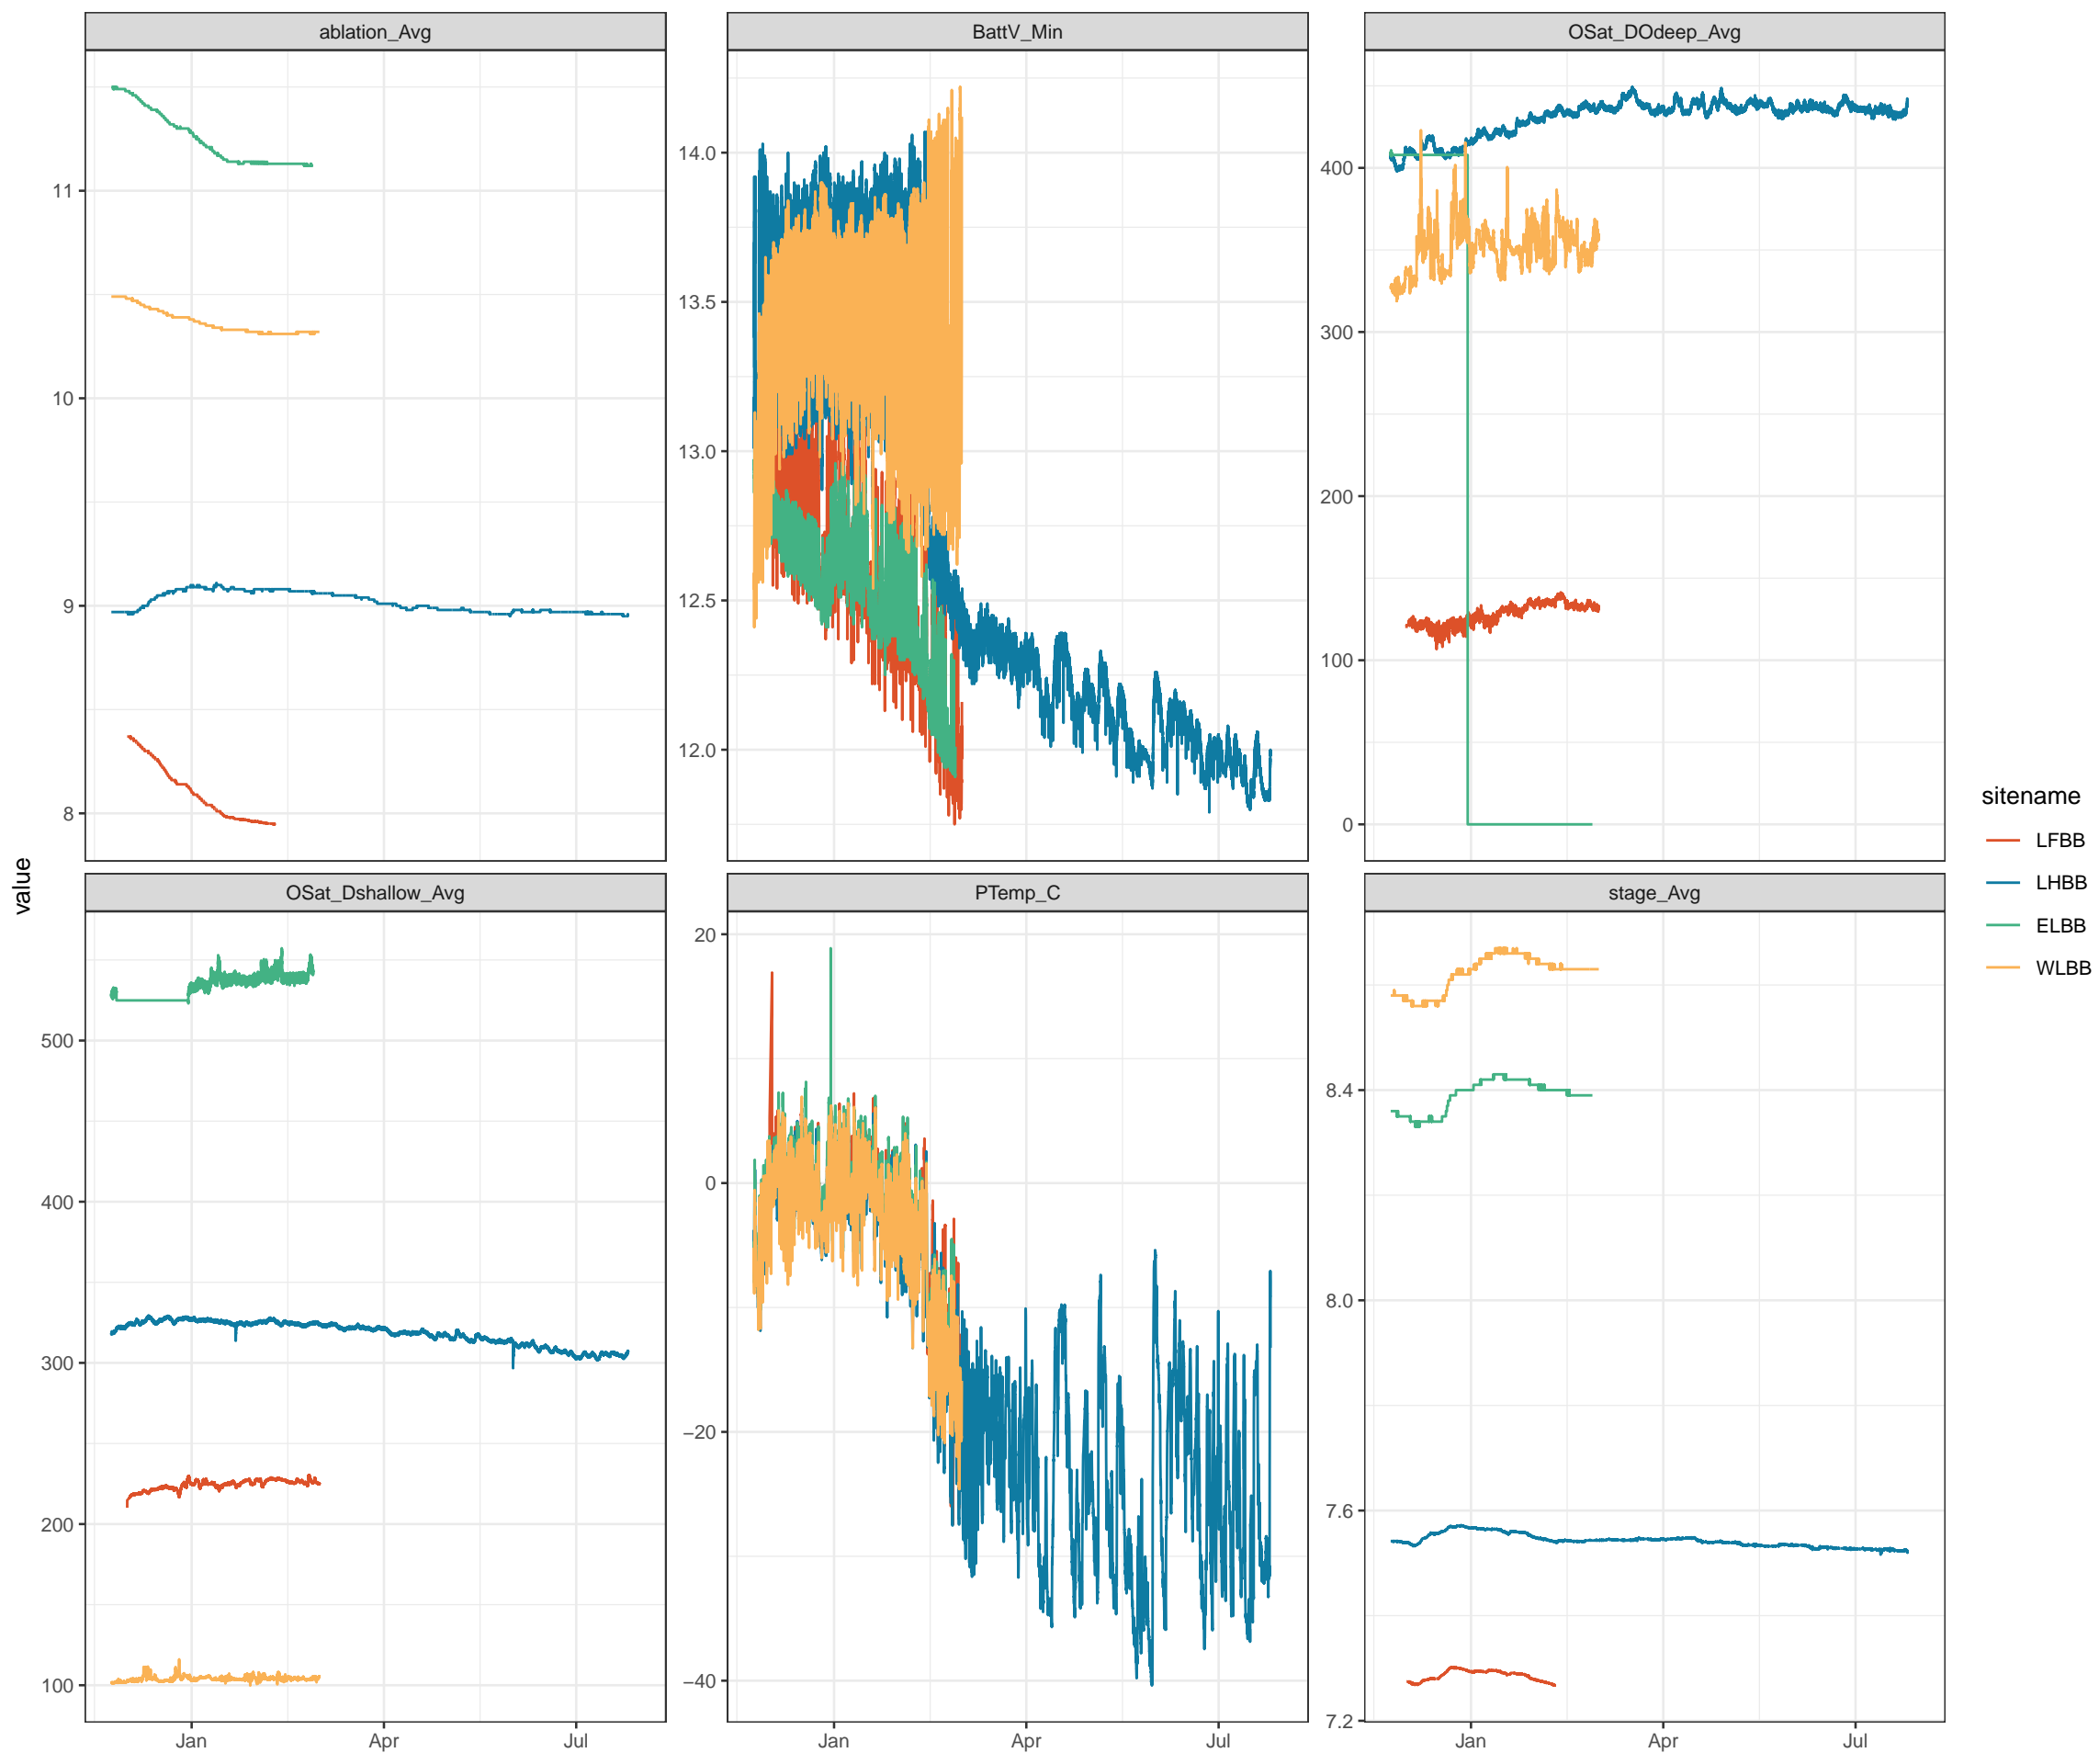 ablation_Avg
BattV_Min
OSat_DOdeep_Avg
11
10
9
8
14.0
13.5
13.0
12.5
12.0
400
300
200
100
0
value
OSat_Dshallow_Avg
PTemp_C
stage_Avg
500
400
300
200
100
20
0
−20
−40
8.4
8.0
7.6
7.2
Jan
Apr
Jul
Jan
Apr
Jul
Jan
Apr
Jul
sitename
LFBB
LHBB
ELBB
WLBB